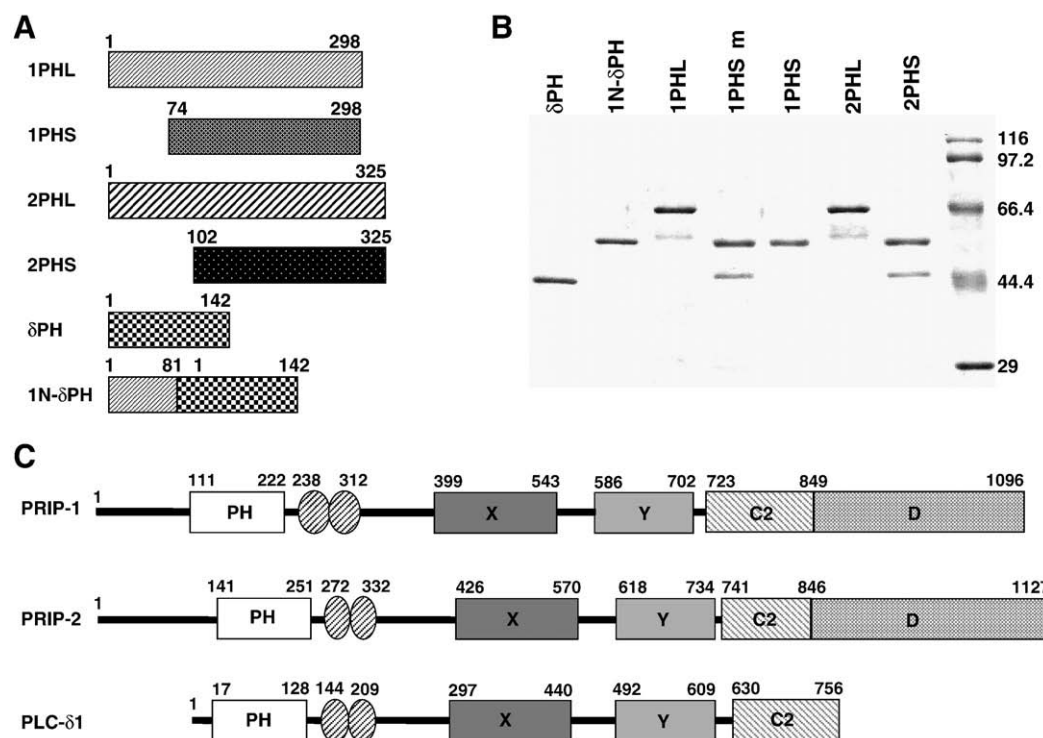 A
1 298
1PHL
74 298
1PHS
1 325
2PHL
102 325
2PHS
1 142
δPH
1 81 1 142
1N-δPH
B
δPH 1N-δPH 1PHL 1PHS m 1PHS 2PHL 2PHS
116
97.2
66.4
44.4
29
C
1 111 222 238 312 399 543 586 702 723 849 1096
PRIP-1 PH X Y C2 D
1 141 251 272 332 426 570 618 734 741 846 1127
PRIP-2 PH X Y C2 D
1 17 128 144 209 297 440 492 609 630 756
PLC-δ1 PH X Y C2